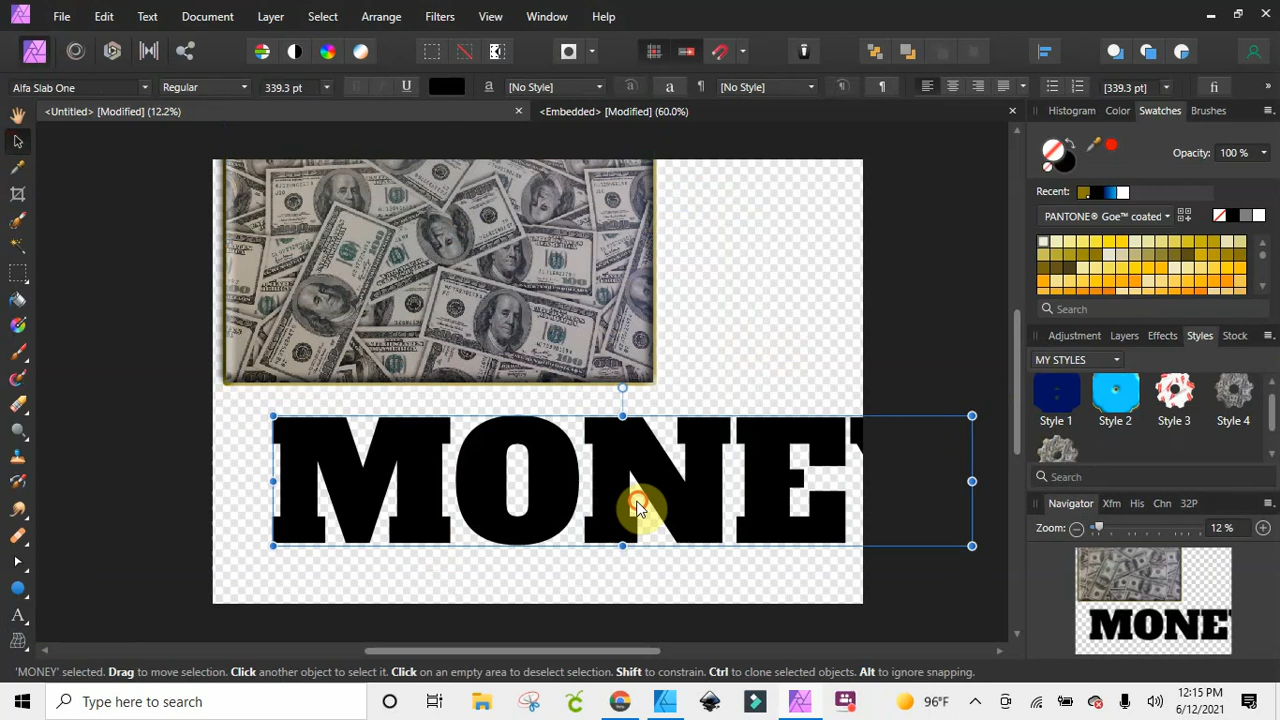 File Edit Text Document Layer Select Arrange Filters View Window Help
Alfa Slab One Regular 339.3 pt U a [No Style] a a ¶ [No Style] ¶ [339.3 pt] fi »
<Untitled> [Modified] (12.2%)
<Embedded> [Modified] (60.0%)
Histogram Color Swatches Brushes
Opacity: 100 %
Recent:
PANTONE® Goe™ coated
Search
Adjustment Layers Effects Styles Stock
MY STYLES
Style 1 Style 2 Style 3 Style 4
Search
Navigator Xfm His Chn 32P
Zoom: 12 %
MONEY
MONEY
'MONEY' selected. Drag to move selection. Click another object to select it. Click on an empty area to deselect selection. Shift to constrain. Ctrl to clone selected objects. Alt to ignore snapping.
Type here to search
96°F
12:15 PM
6/12/2021